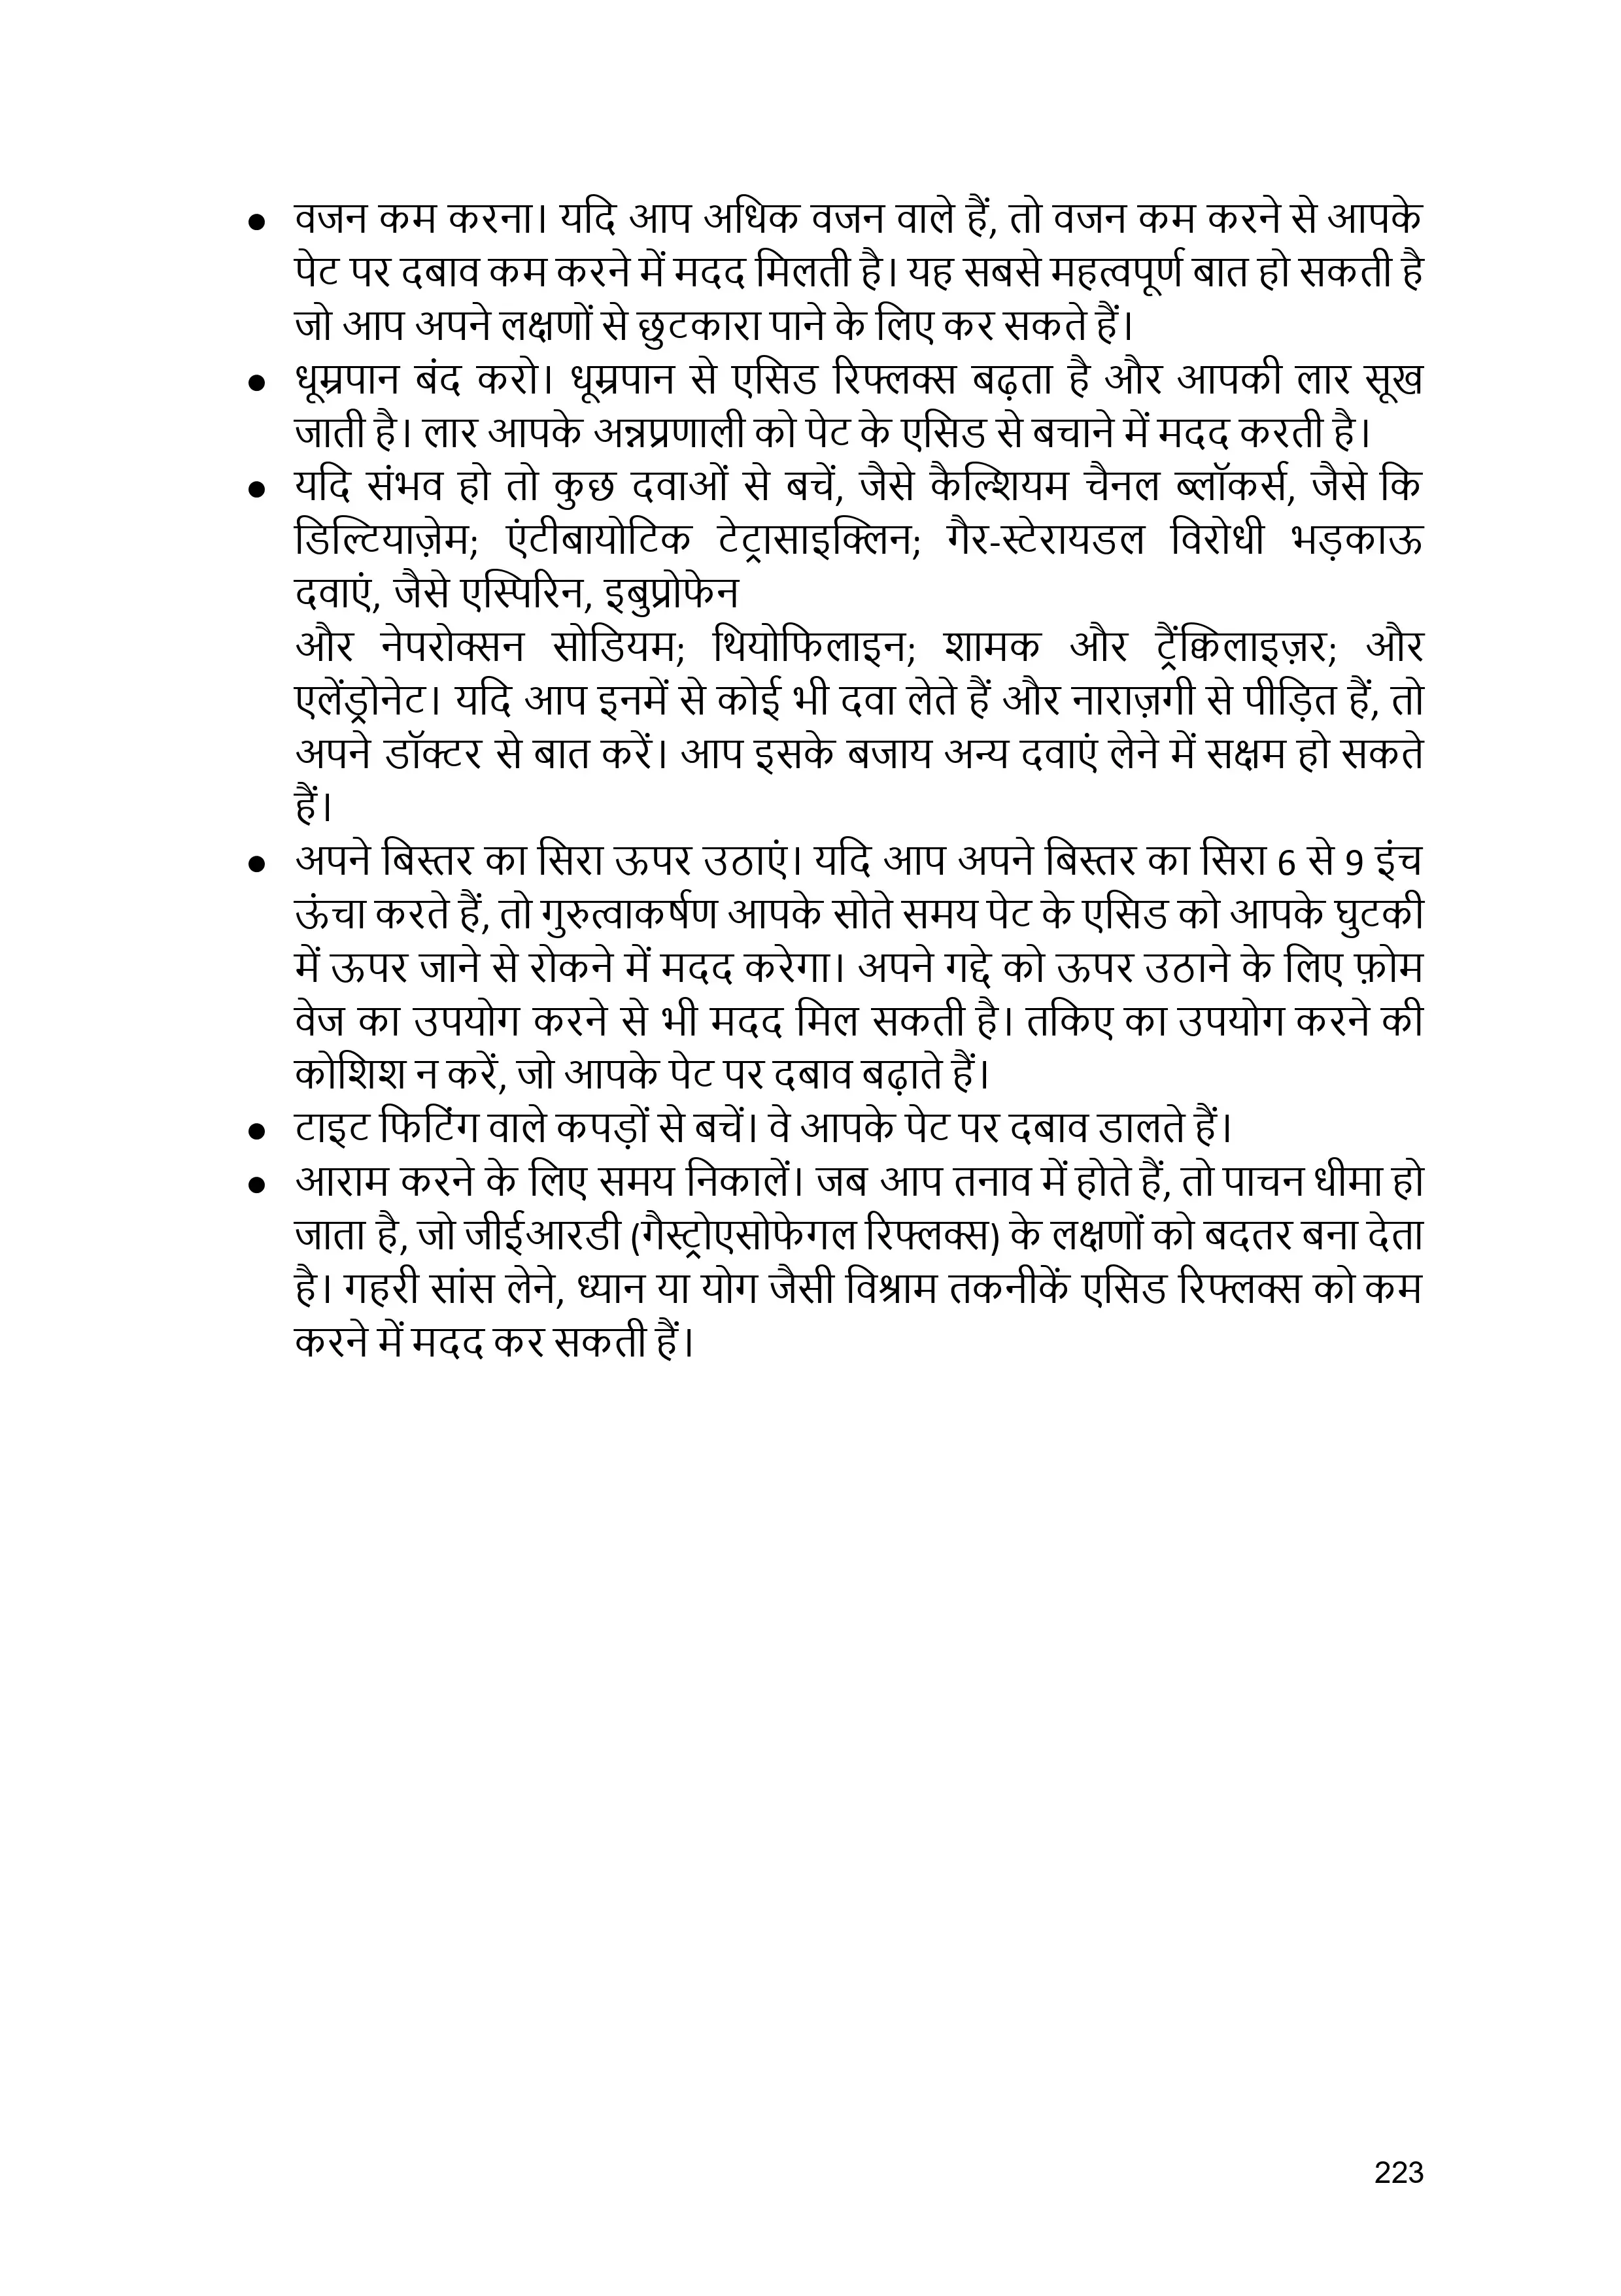 ● वजन कम करना। यदि आप अधिक वजन वाले हैं, तो वजन कम करने से आपके
पेट पर दबाव कम करने में मदद मिलती है। यह सबसे महत्वपूर्ण बात हो सकती है
जो आप अपने लक्षणों से छुटकारा पाने के लिए कर सकते हैं।
● धूम्रपान बंद करो। धूम्रपान से एसिड रिफ्लक्स बढ़ता है और आपकी लार सूख
जाती है। लार आपके अन्नप्रणाली को पेट के एसिड से बचाने में मदद करती है।
● यदि संभव हो तो कुछ दवाओं से बचें, जैसे कैल्शियम चैनल ब्लॉकर्स, जैसे कि
डिल्टियाज़ेम; एंटीबायोटिक टेट्रासाइक्लिन; गैर-स्टेरायडल विरोधी भड़काऊ
दवाएं, जैसे एस्पिरिन, इबुप्रोफेन
और नेपरोक्सन सोडियम; थियोफिलाइन; शामक और ट्रैंक्विलाइज़र; और
एलेंड्रोनेट। यदि आप इनमें से कोई भी दवा लेते हैं और नाराज़गी से पीड़ित हैं, तो
अपने डॉक्टर से बात करें। आप इसके बजाय अन्य दवाएं लेने में सक्षम हो सकते
हैं।
● अपने बिस्तर का सिरा ऊपर उठाएं। यदि आप अपने बिस्तर का सिरा 6 से 9 इंच
ऊंचा करते हैं, तो गुरुत्वाकर्षण आपके सोते समय पेट के एसिड को आपके घुटकी
में ऊपर जाने से रोकने में मदद करेगा। अपने गद्दे को ऊपर उठाने के लिए फ़ोम
वेज का उपयोग करने से भी मदद मिल सकती है। तकिए का उपयोग करने की
कोशिश न करें, जो आपके पेट पर दबाव बढ़ाते हैं।
● टाइट फिटिंग वाले कपड़ों से बचें। वे आपके पेट पर दबाव डालते हैं।
● आराम करने के लिए समय निकालें। जब आप तनाव में होते हैं, तो पाचन धीमा हो
जाता है, जो जीईआरडी (गैस्ट्रोएसोफेगल रिफ्लक्स) के लक्षणों को बदतर बना देता
है। गहरी सांस लेने, ध्यान या योग जैसी विश्राम तकनीकें एसिड रिफ्लक्स को कम
करने में मदद कर सकती हैं।
223